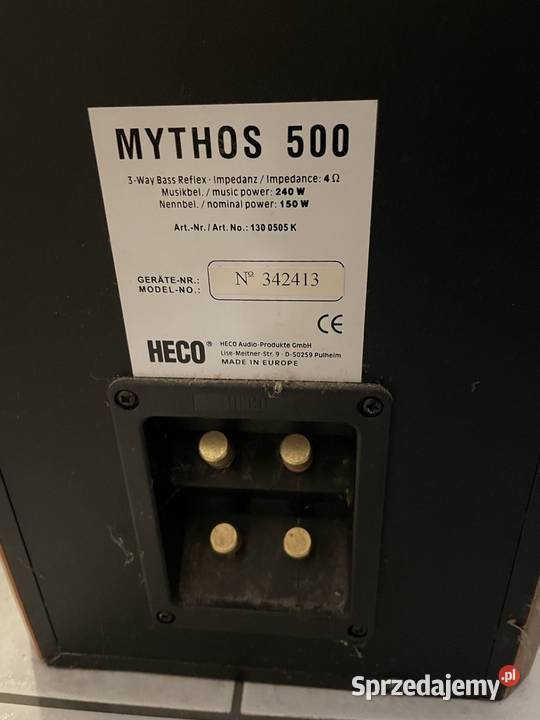 MYTHOS 500
3-Way Bass Reflex · Impedanz / Impedance: 4 Ω
Musikbel. / music power: 240 W
Nennbel. / nominal power: 150 W
Art.-Nr. / Art. No.: 130 0505 K
GERÄTE-NR.:
MODEL-NO.:
Nº 342413
CE
HECO®
HECO Audio-Produkte GmbH
Lise-Meitner-Str. 9 · D-50259 Pulheim
MADE IN EUROPE
HECO
Sprzedajemy.pl